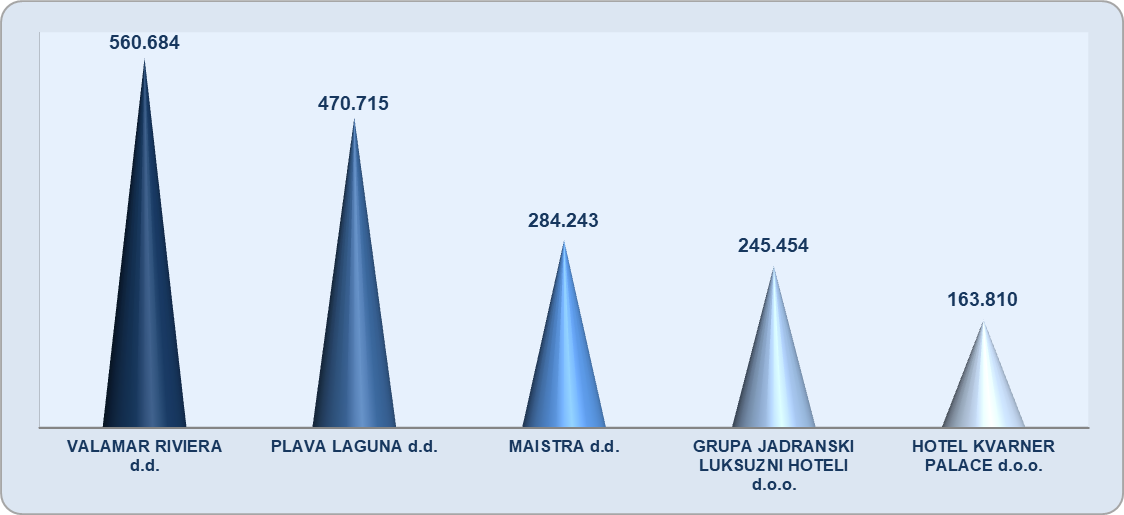 560.684
470.715
284.243
245.454
163.810
VALAMAR RIVIERA
d.d.
PLAVA LAGUNA d.d.
MAISTRA d.d.
GRUPA JADRANSKI
LUKSUZNI HOTELI
d.o.o.
HOTEL KVARNER
PALACE d.o.o.